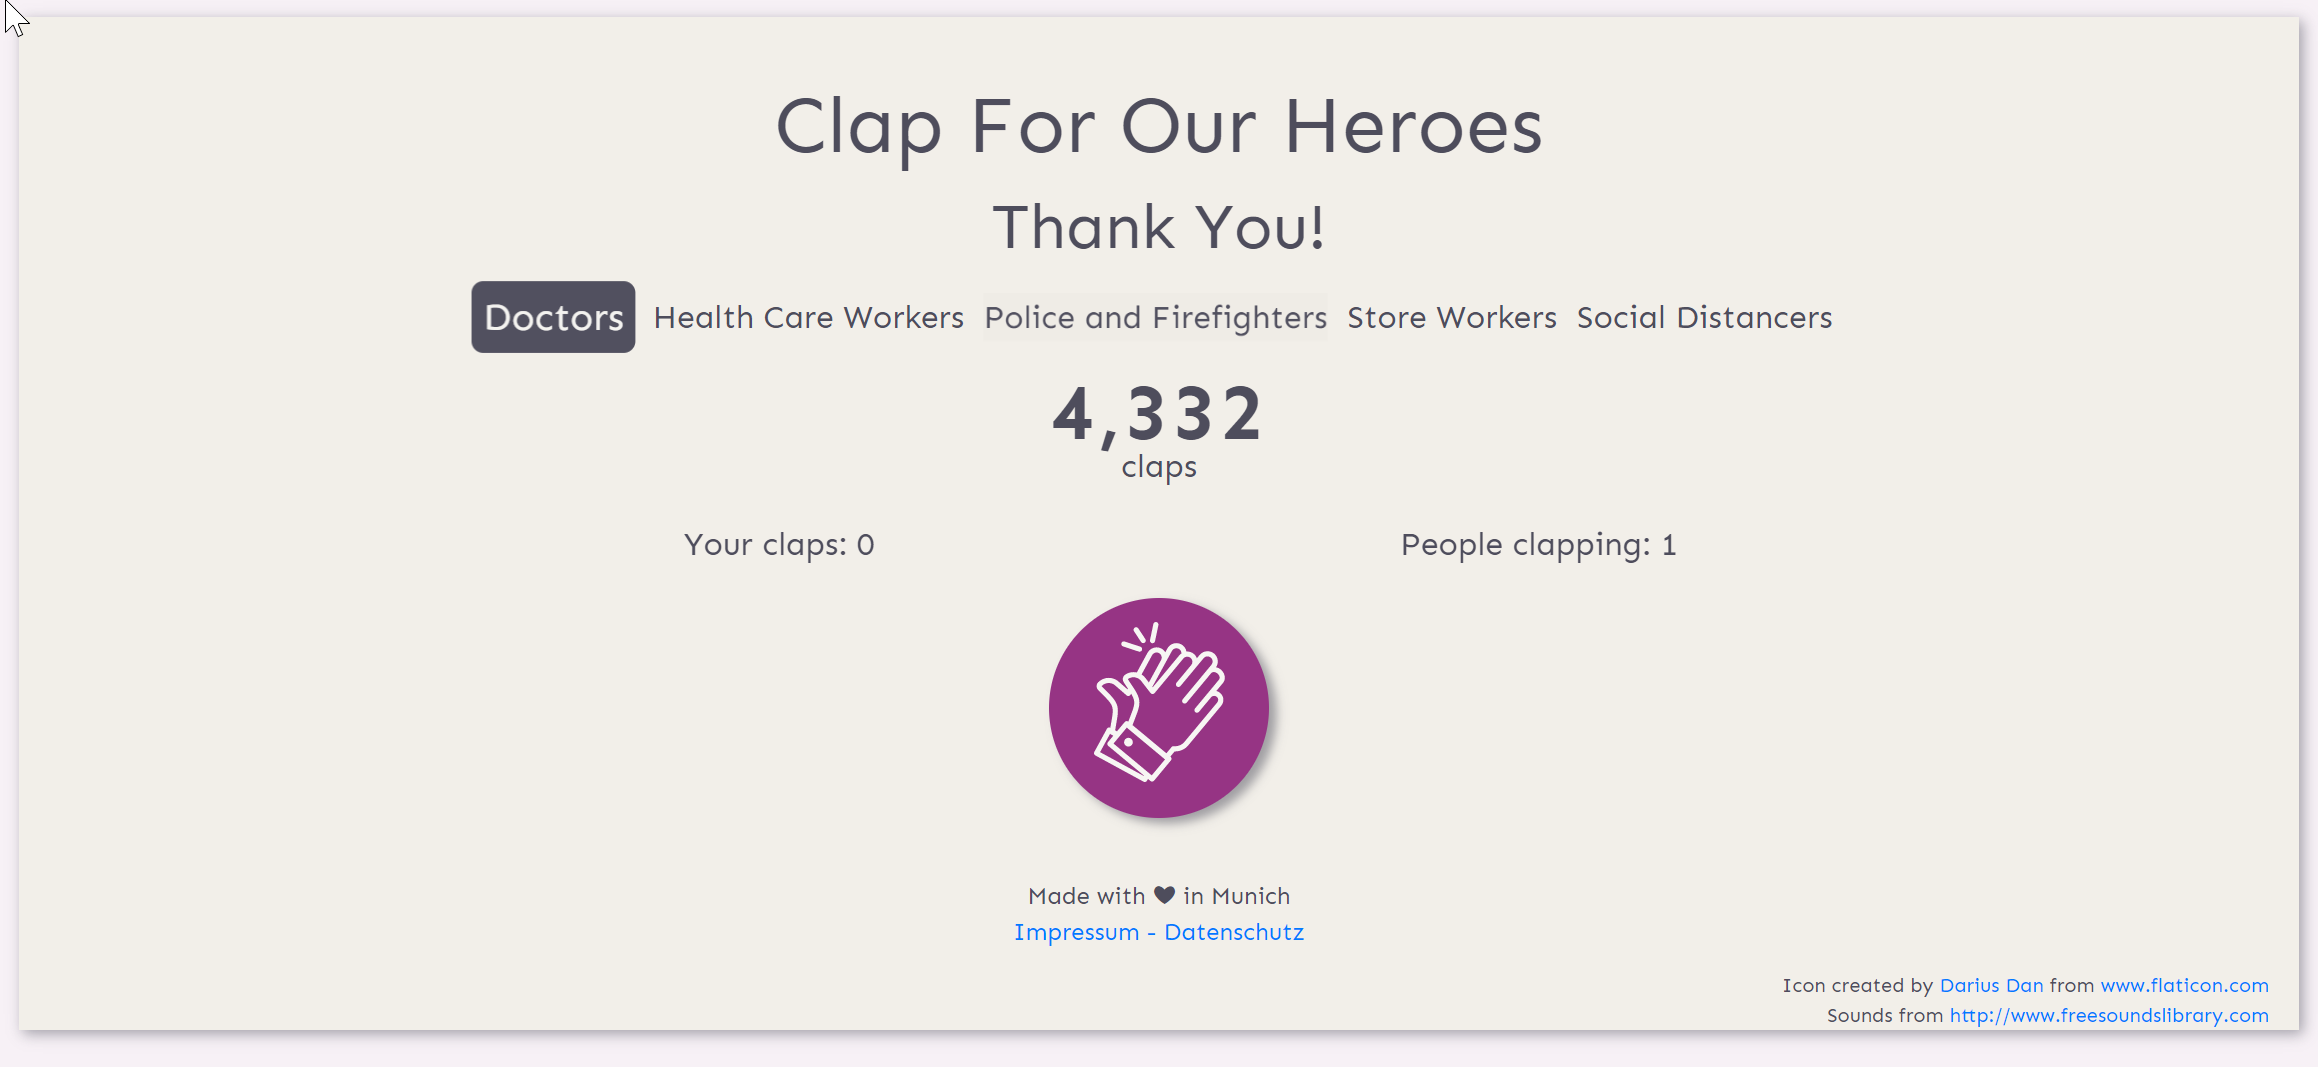 Clap For Our Heroes
Thank You!
Doctors Health Care Workers Police and Firefighters Store Workers Social Distancers
4,332
claps
Your claps: 0 People clapping: 1
Made with ♥ in Munich
Impressum - Datenschutz
Icon created by Darius Dan from www.flaticon.com
Sounds from http://www.freesoundslibrary.com